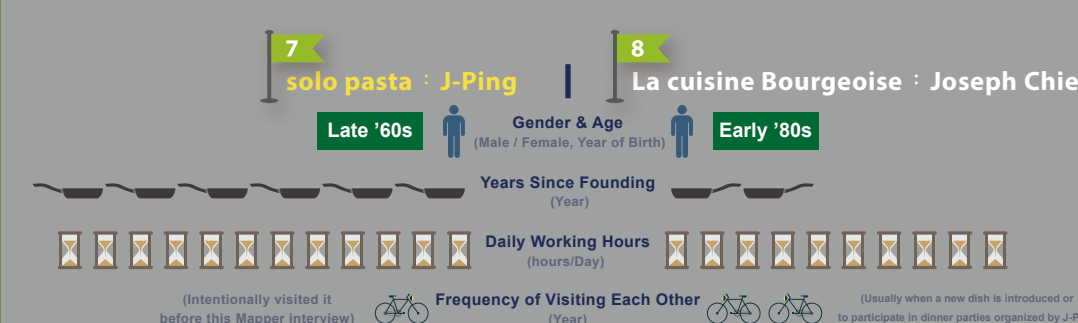 7
solo pasta : J-Ping
8
La cuisine Bourgeoise : Joseph Chie
Late ’60s
Gender & Age
(Male / Female, Year of Birth)
Early ’80s
Years Since Founding
(Year)
Daily Working Hours
(hours/Day)
(Intentionally visited it
before this Mapper interview)
Frequency of Visiting Each Other
(Year)
(Usually when a new dish is introduced or
to participate in dinner parties organized by J-P